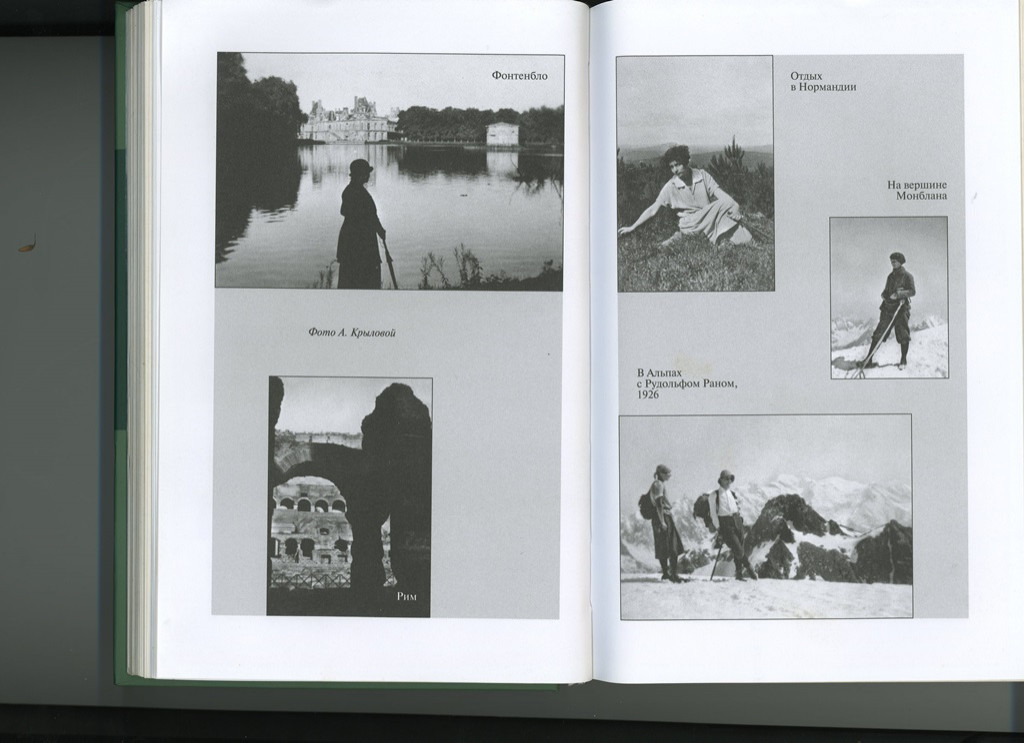 Фонтенбло
Фото А. Крыловой
Рим
Отдых
в Нормандии
На вершине
Монблана
В Альпах
с Рудольфом Раном,
1926